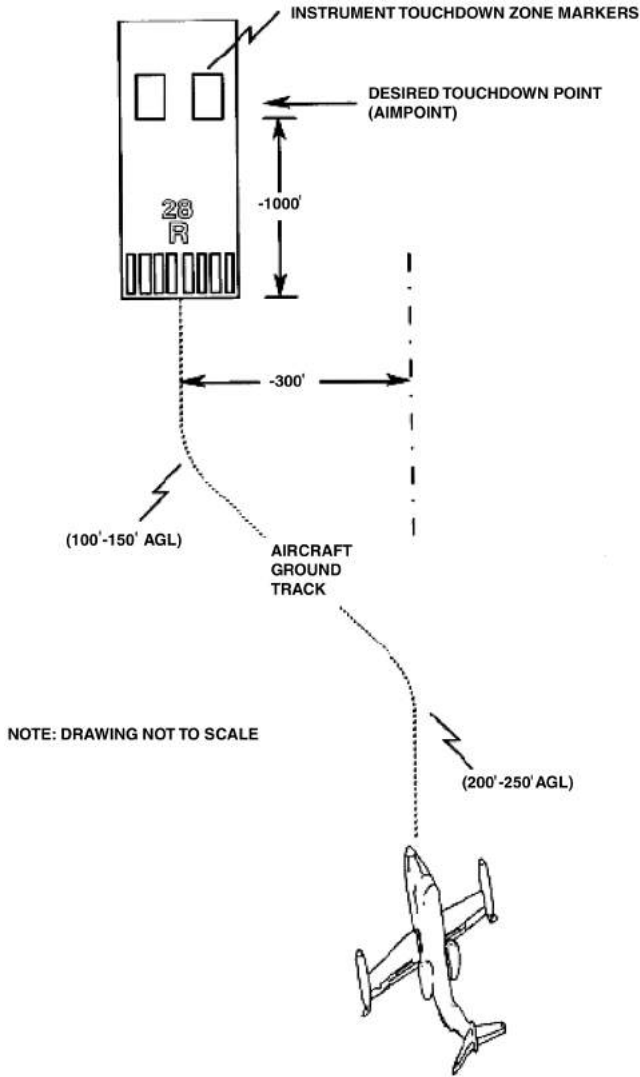 INSTRUMENT TOUCHDOWN ZONE MARKERS
DESIRED TOUCHDOWN POINT
(AIMPOINT)
-1000'
28
R
-300'
(100'-150' AGL)
AIRCRAFT
GROUND
TRACK
NOTE: DRAWING NOT TO SCALE
(200'-250' AGL)